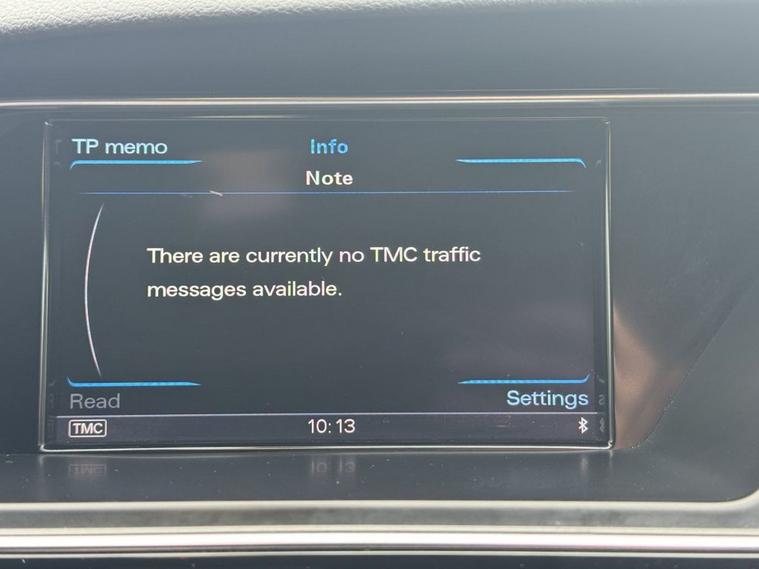 TP memo
Info
Note
There are currently no TMC traffic
messages available.
Read
Settings
TMC
10:13